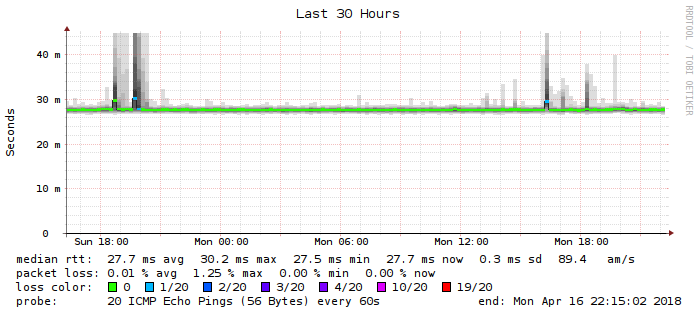 Last 30 Hours
RRDTOOL / TOBI OETIKER
Seconds
40 m
30 m
20 m
10 m
0
Sun 18:00 Mon 00:00 Mon 06:00 Mon 12:00 Mon 18:00
median rtt: 27.7 ms avg 30.2 ms max 27.5 ms min 27.7 ms now 0.3 ms sd 89.4 am/s
packet loss: 0.01 % avg 1.25 % max 0.00 % min 0.00 % now
loss color: 0 1/20 2/20 3/20 4/20 10/20 19/20
probe: 20 ICMP Echo Pings (56 Bytes) every 60s end: Mon Apr 16 22:15:02 2018